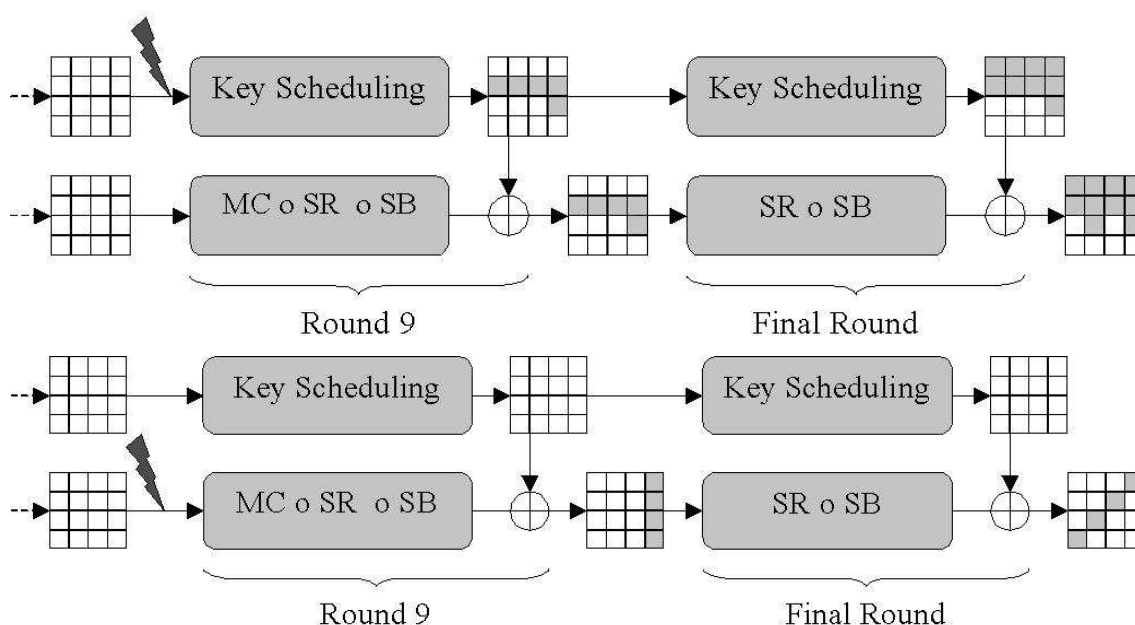 Key Scheduling
Key Scheduling
MC o SR o SB
SR o SB
Round 9
Final Round
Key Scheduling
Key Scheduling
MC o SR o SB
SR o SB
Round 9
Final Round